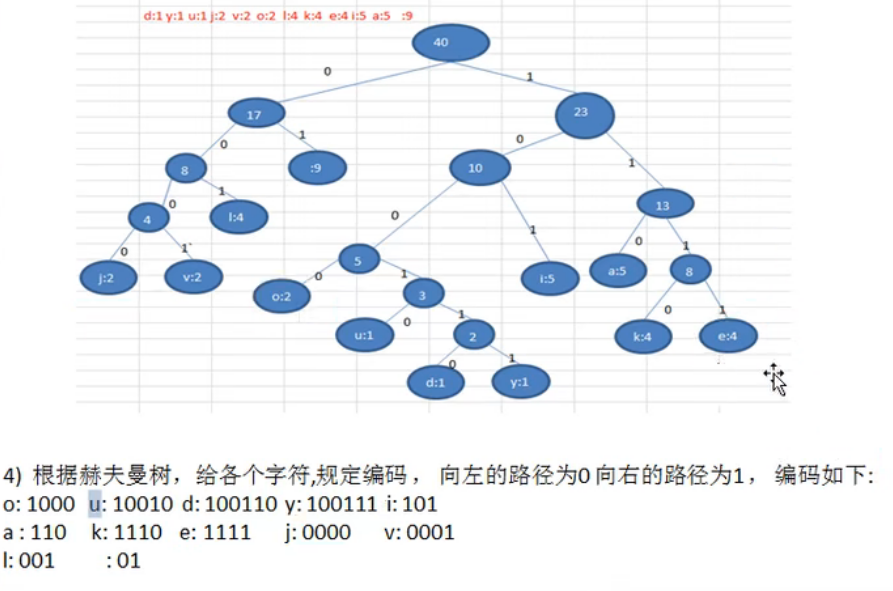 d:1 y:1 u:1 j:2 v:2 o:2 l:4 k:4 e:4 i:5 a:5 :9
40
0 1
17 23
0 1 0 1
8 :9 10 13
0 1 0 1 0 1
4 l:4 5 i:5 a:5 8
0 1` 0 1 0 1
j:2 v:2 o:2 3 k:4 e:4
0 1
u:1 2
0 1
d:1 y:1
4) 根据赫夫曼树，给各个字符,规定编码 ， 向左的路径为0 向右的路径为1 ， 编码如下:
o: 1000 u: 10010 d: 100110 y: 100111 i: 101
a : 110 k: 1110 e: 1111 j: 0000 v: 0001
l: 001 : 01